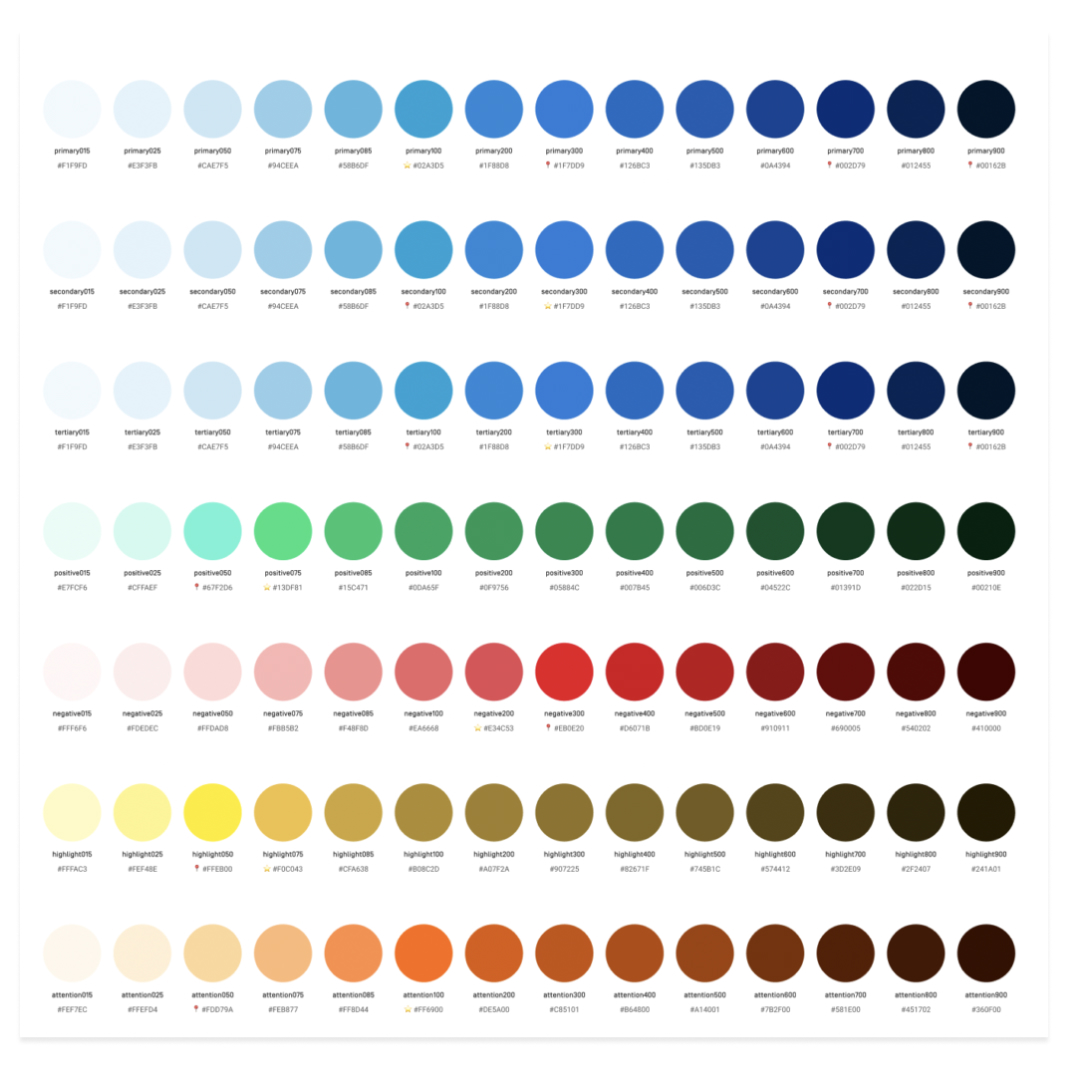 primary015 primary025 primary050 primary075 primary085 primary100 primary200 primary300 primary400 primary500 primary600 primary700 primary800 primary900
#F1F9FD #E3F3FB #CAE7F5 #94CEEA #58B6DF ⭐ #02A3D5 #1F88D8 📍 #1F7DD9 #126BC3 #135DB3 #0A4394 📍 #002D79 #012455 📍 #00162B
secondary015 secondary025 secondary050 secondary075 secondary085 secondary100 secondary200 secondary300 secondary400 secondary500 secondary600 secondary700 secondary800 secondary900
#F1F9FD #E3F3FB #CAE7F5 #94CEEA #58B6DF 📍 #02A3D5 #1F88D8 ⭐ #1F7DD9 #126BC3 #135DB3 #0A4394 📍 #002D79 #012455 📍 #00162B
tertiary015 tertiary025 tertiary050 tertiary075 tertiary085 tertiary100 tertiary200 tertiary300 tertiary400 tertiary500 tertiary600 tertiary700 tertiary800 tertiary900
#F1F9FD #E3F3FB #CAE7F5 #94CEEA #58B6DF 📍 #02A3D5 #1F88D8 ⭐ #1F7DD9 #126BC3 #135DB3 #0A4394 📍 #002D79 #012455 📍 #00162B
positive015 positive025 positive050 positive075 positive085 positive100 positive200 positive300 positive400 positive500 positive600 positive700 positive800 positive900
#E7FCF6 #CFFAEF 📍 #67F2D6 ⭐ #13DF81 #15C471 #0DA65F #0F9756 #05884C #007B45 #006D3C #04522C #01391D #022D15 #00210E
negative015 negative025 negative050 negative075 negative085 negative100 negative200 negative300 negative400 negative500 negative600 negative700 negative800 negative900
#FFF6F6 #FDEDEC #FFDAD8 #FBB5B2 #F48F8D #EA6668 ⭐ #E34C53 📍 #EB0E20 #D6071B #BD0E19 #910911 #690005 #540202 #410000
highlight015 highlight025 highlight050 highlight075 highlight085 highlight100 highlight200 highlight300 highlight400 highlight500 highlight600 highlight700 highlight800 highlight900
#FFFAC3 #FEF48E 📍 #FFEB00 ⭐ #F0C043 #CFA638 #B08C2D #A07F2A #907225 #82671F #745B1C #574412 #3D2E09 #2F2407 #241A01
attention015 attention025 attention050 attention075 attention085 attention100 attention200 attention300 attention400 attention500 attention600 attention700 attention800 attention900
#FEF7EC #FFEFD4 📍 #FDD79A #FEB877 #FF8D44 ⭐ #FF6900 #DE5A00 #C85101 #B64800 #A14001 #7B2F00 #581E00 #451702 #360F00